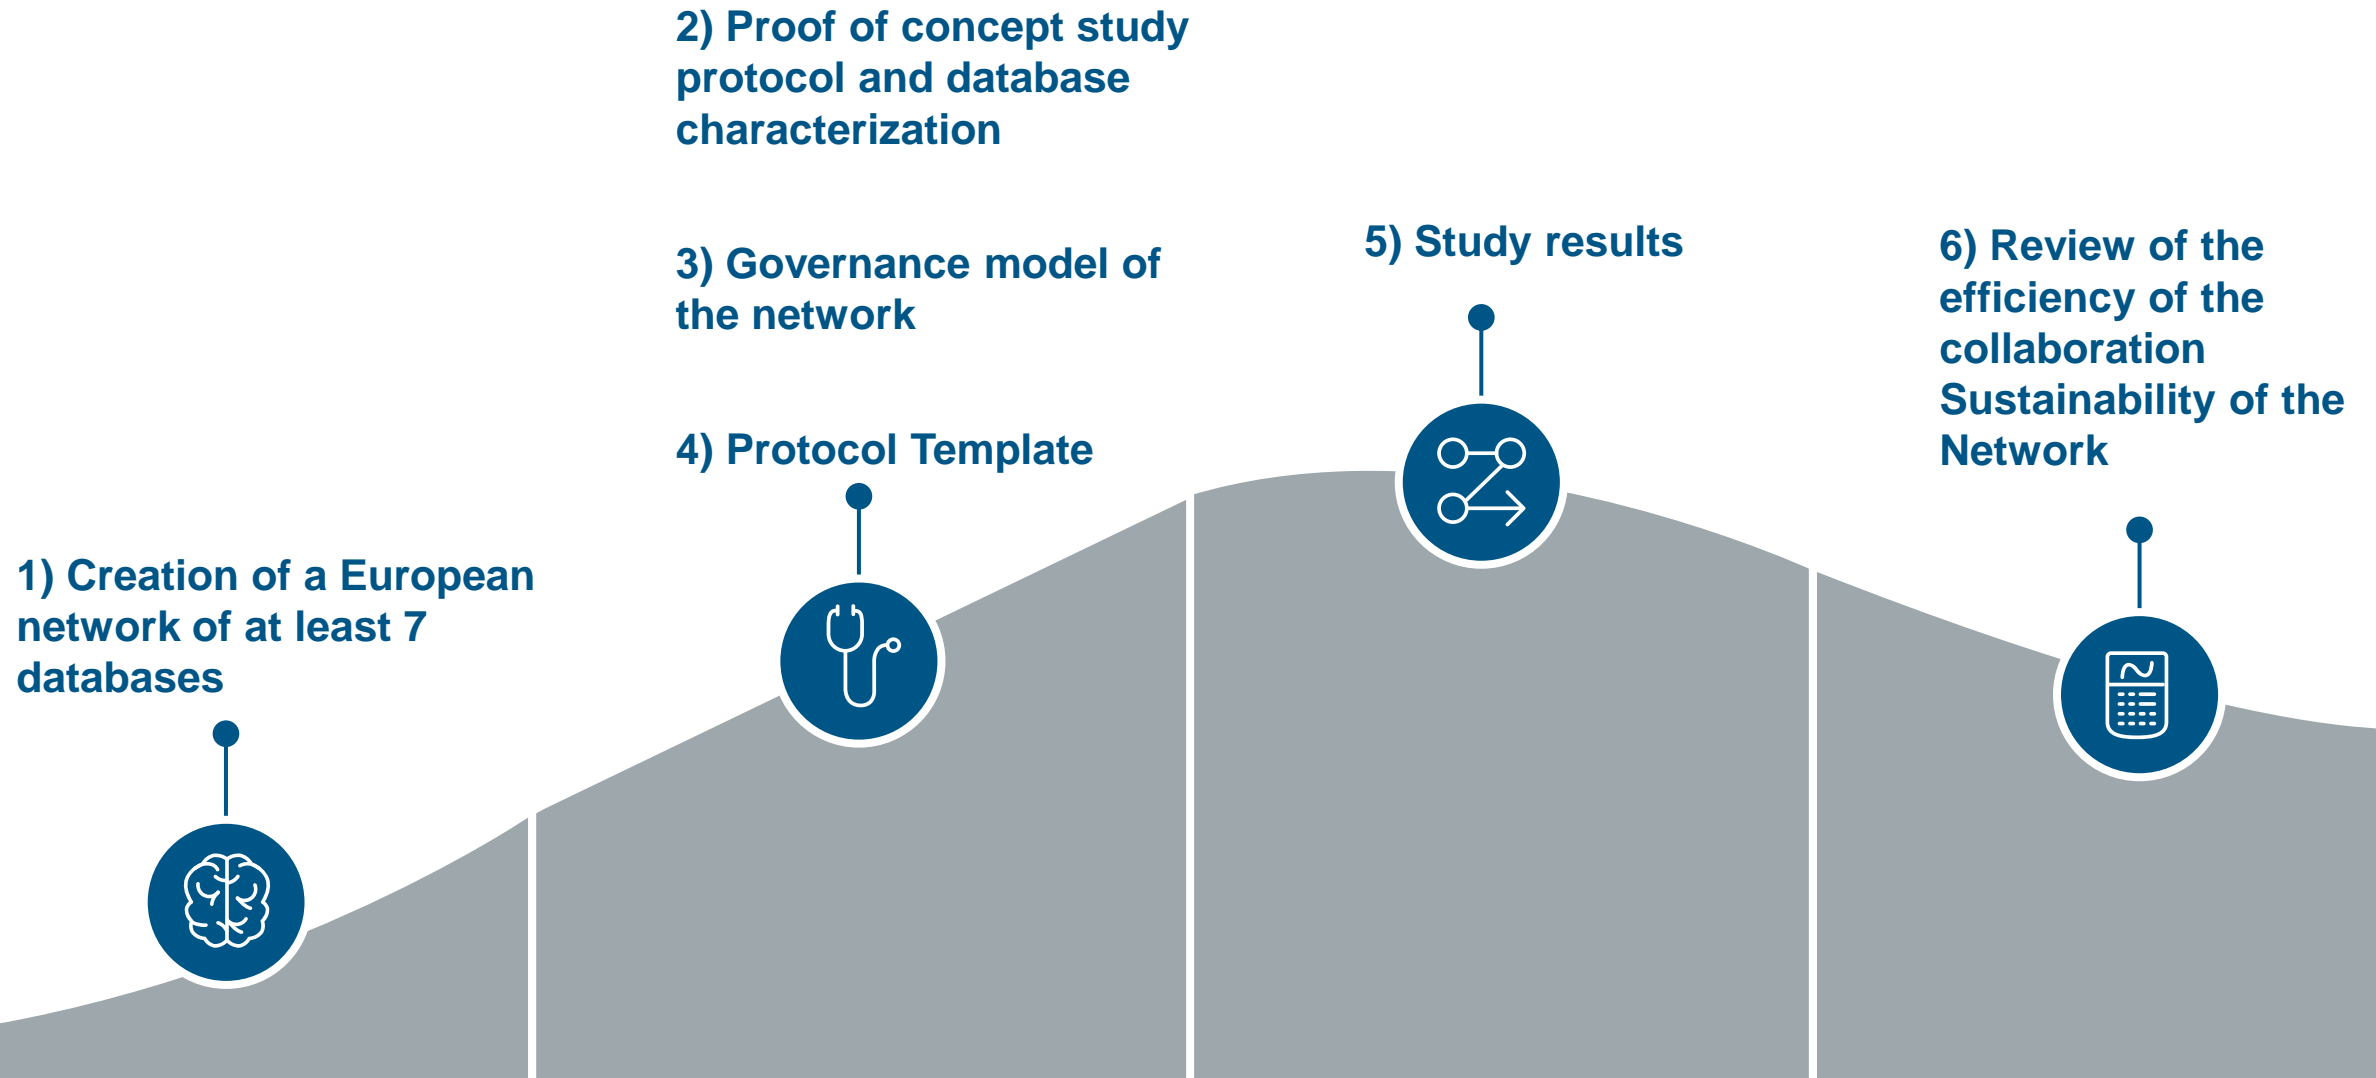 1) Creation of a European
network of at least 7
databases
2) Proof of concept study
protocol and database
characterization
3) Governance model of
the network
4) Protocol Template
5) Study results
6) Review of the
efficiency of the
collaboration
Sustainability of the
Network